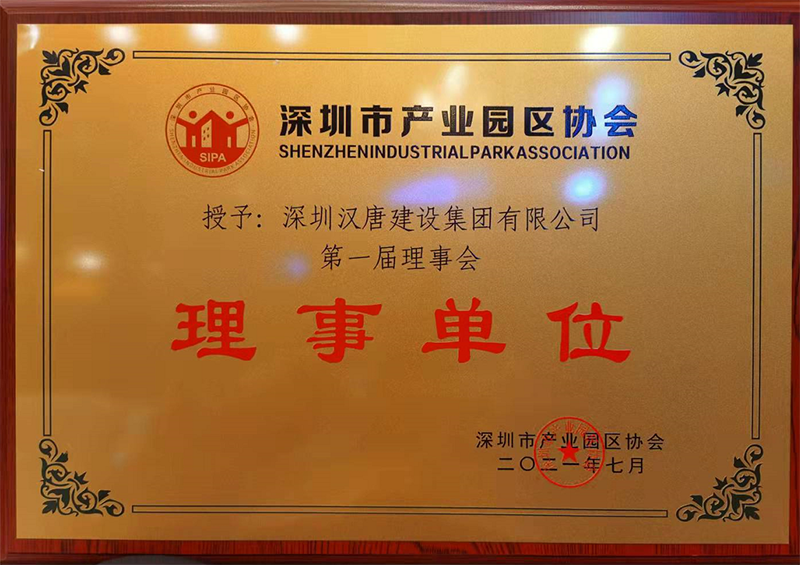 深圳市产业园区协会
SHENZHENINDUSTRIALPARKASSOCIATION
SIPA
授予：深圳汉唐建设集团有限公司
第一届理事会
理事单位
深圳市产业园区协会
二〇二一年七月